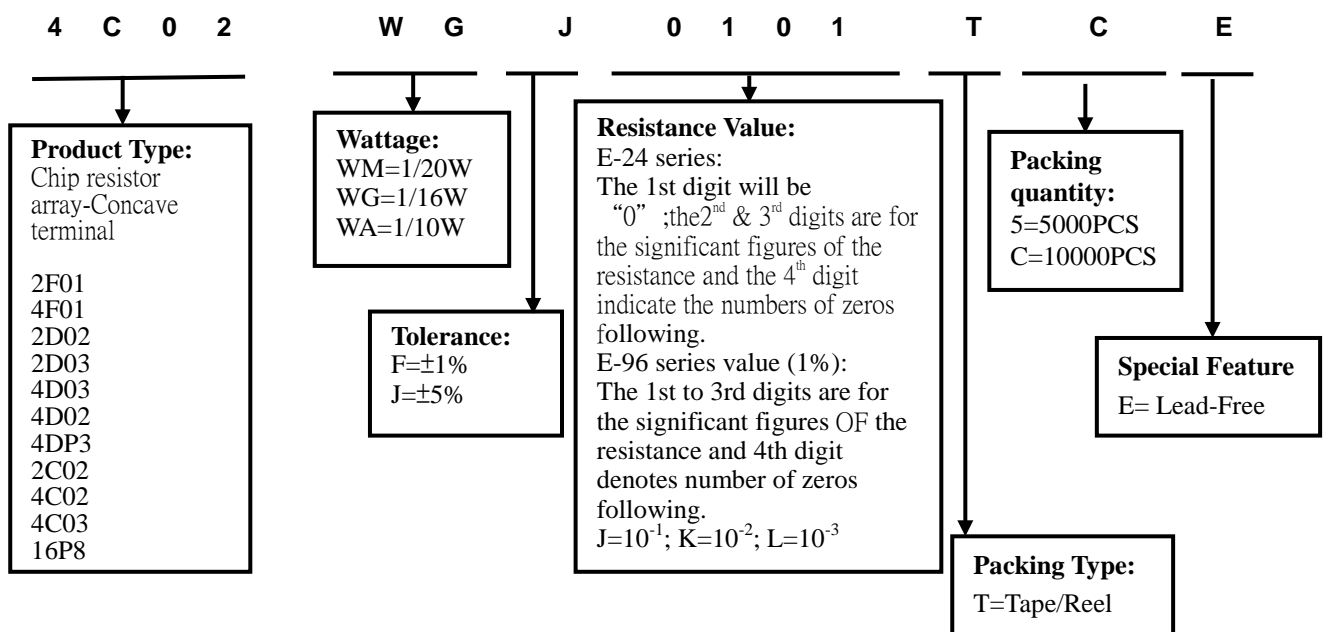 4 C 0 2 W G J 0 1 0 1 T C E
Product Type:
Chip resistor
array-Concave
terminal
2F01
4F01
2D02
2D03
4D03
4D02
4DP3
2C02
4C02
4C03
16P8
Wattage:
WM=1/20W
WG=1/16W
WA=1/10W
Tolerance:
F=±1%
J=±5%
Resistance Value:
E-24 series:
The 1st digit will be
“0” ;the2nd & 3rd digits are for
the significant figures of the
resistance and the 4th digit
indicate the numbers of zeros
following.
E-96 series value (1%):
The 1st to 3rd digits are for
the significant figures OF the
resistance and 4th digit
denotes number of zeros
following.
J=10-1; K=10-2; L=10-3
Packing Type:
T=Tape/Reel
Packing
quantity:
5=5000PCS
C=10000PCS
Special Feature
E= Lead-Free